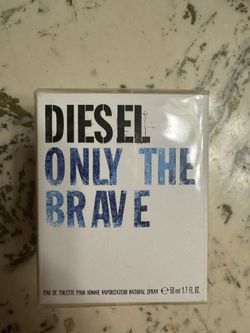 DIESEL
ONLY THE
BRAVE
EAU DE TOILETTE POUR HOMME VAPORISATEUR NATURAL SPRAY ℮ 50 ml 1.7 FL. OZ.